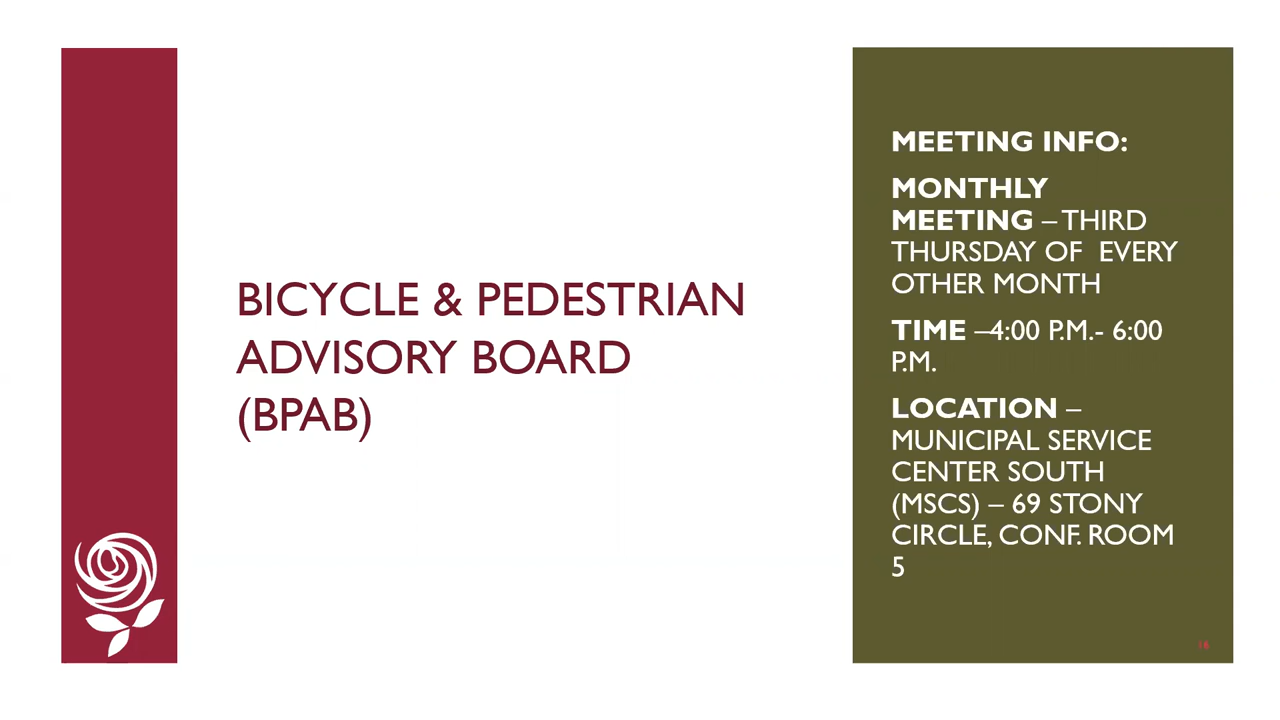 BICYCLE & PEDESTRIAN
ADVISORY BOARD
(BPAB)
MEETING INFO:
MONTHLY
MEETING – THIRD
THURSDAY OF EVERY
OTHER MONTH
TIME –4:00 P.M.- 6:00
P.M.
LOCATION –
MUNICIPAL SERVICE
CENTER SOUTH
(MSCS) – 69 STONY
CIRCLE, CONF. ROOM
5